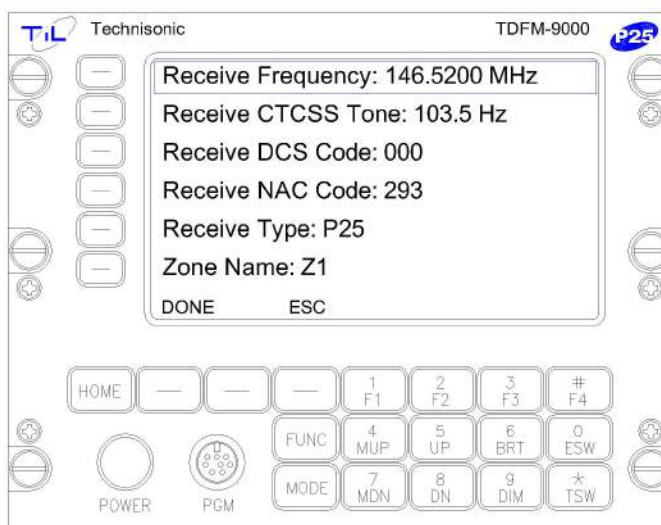 TiL Technisonic TDFM-9000 P25
Receive Frequency: 146.5200 MHz
Receive CTCSS Tone: 103.5 Hz
Receive DCS Code: 000
Receive NAC Code: 293
Receive Type: P25
Zone Name: Z1
DONE ESC
HOME
1 2 3 #
F1 F2 F3 F4
FUNC
4 5 6 0
MUP UP BRT ESW
MODE
7 8 9 *
MDN DN DIM TSW
POWER PGM